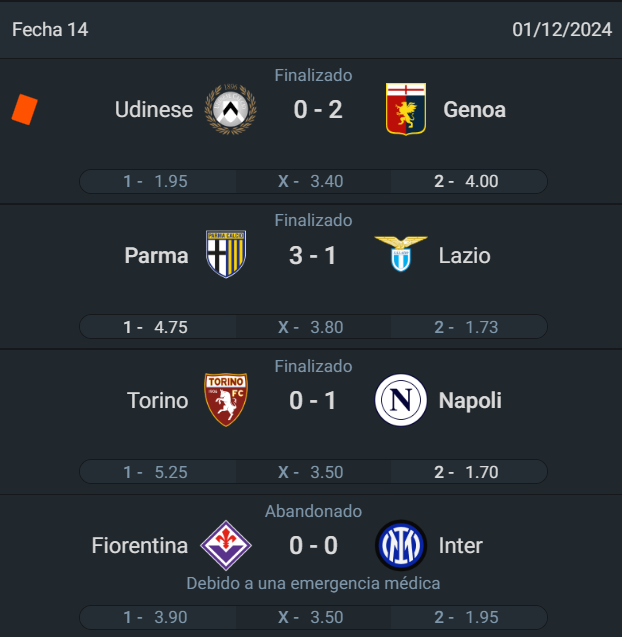 Fecha 14 01/12/2024
Finalizado
Udinese 0 - 2 Genoa
1 - 1.95 X - 3.40 2 - 4.00
Finalizado
Parma 3 - 1 Lazio
1 - 4.75 X - 3.80 2 - 1.73
Finalizado
Torino 0 - 1 Napoli
1 - 5.25 X - 3.50 2 - 1.70
Abandonado
Fiorentina 0 - 0 Inter
Debido a una emergencia médica
1 - 3.90 X - 3.50 2 - 1.95